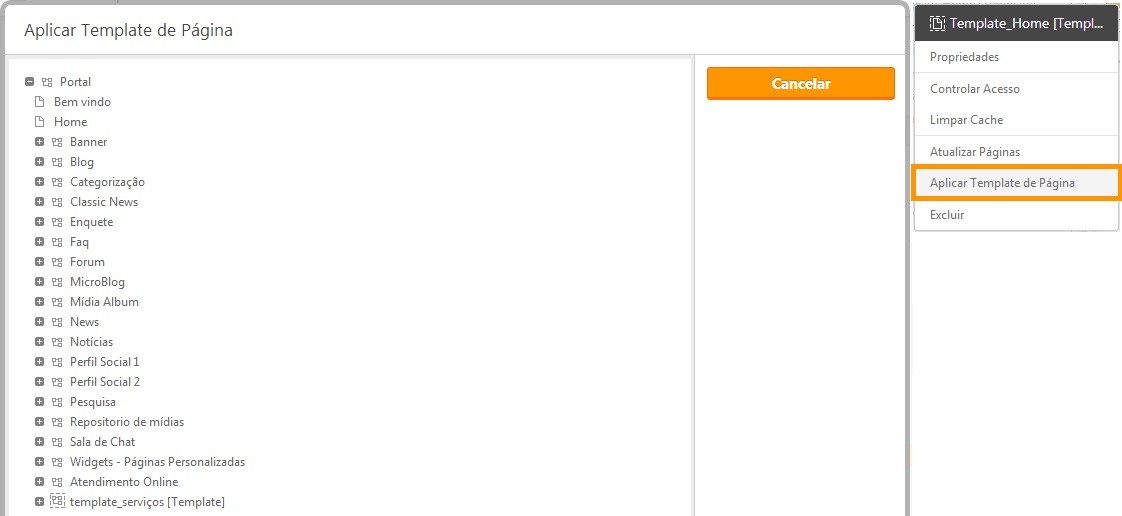 Aplicar Template de Página
Portal
Bem vindo
Home
Banner
Blog
Categorização
Classic News
Enquete
Faq
Forum
MicroBlog
Mídia Album
News
Notícias
Perfil Social 1
Perfil Social 2
Pesquisa
Repositorio de mídias
Sala de Chat
Widgets - Páginas Personalizadas
Atendimento Online
template_serviços [Template]
Cancelar
Template_Home [Templ...
Propriedades
Controlar Acesso
Limpar Cache
Atualizar Páginas
Aplicar Template de Página
Excluir